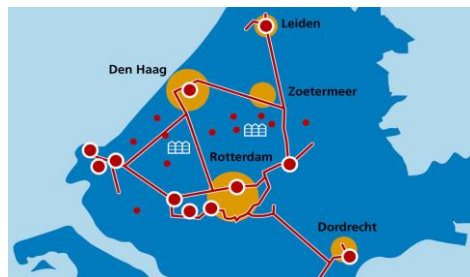 Leiden
Den Haag
Zoetermeer
Rotterdam
Dordrecht